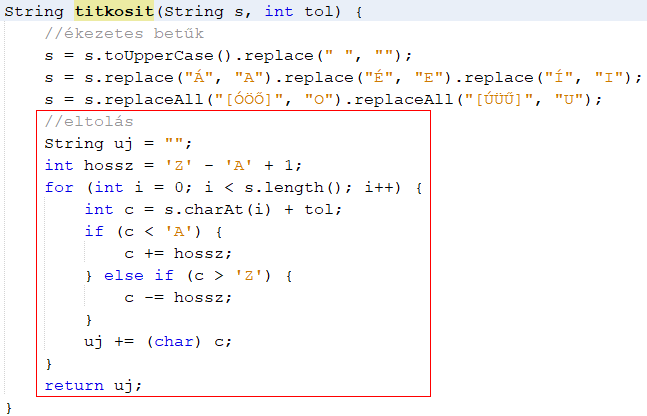 String titkosit(String s, int tol) {
//ékezetes betűk
s = s.toUpperCase().replace(" ", "");
s = s.replace("Á", "A").replace("É", "E").replace("Í", "I");
s = s.replaceAll("[ÓÖŐ]", "O").replaceAll("[ÚÜŰ]", "U");
//eltolás
String uj = "";
int hossz = 'Z' - 'A' + 1;
for (int i = 0; i < s.length(); i++) {
int c = s.charAt(i) + tol;
if (c < 'A') {
c += hossz;
} else if (c > 'Z') {
c -= hossz;
}
uj += (char) c;
}
return uj;
}